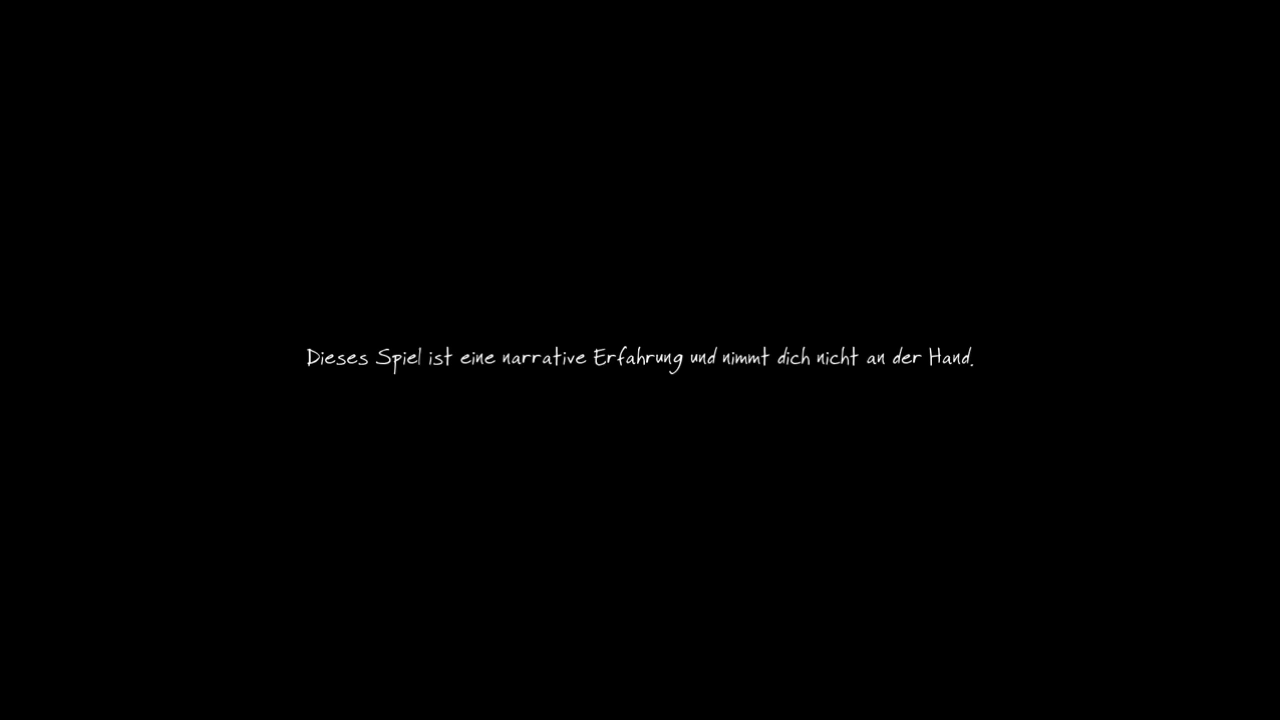 Dieses Spiel ist eine narrative Erfahrung und nimmt dich nicht an der Hand.